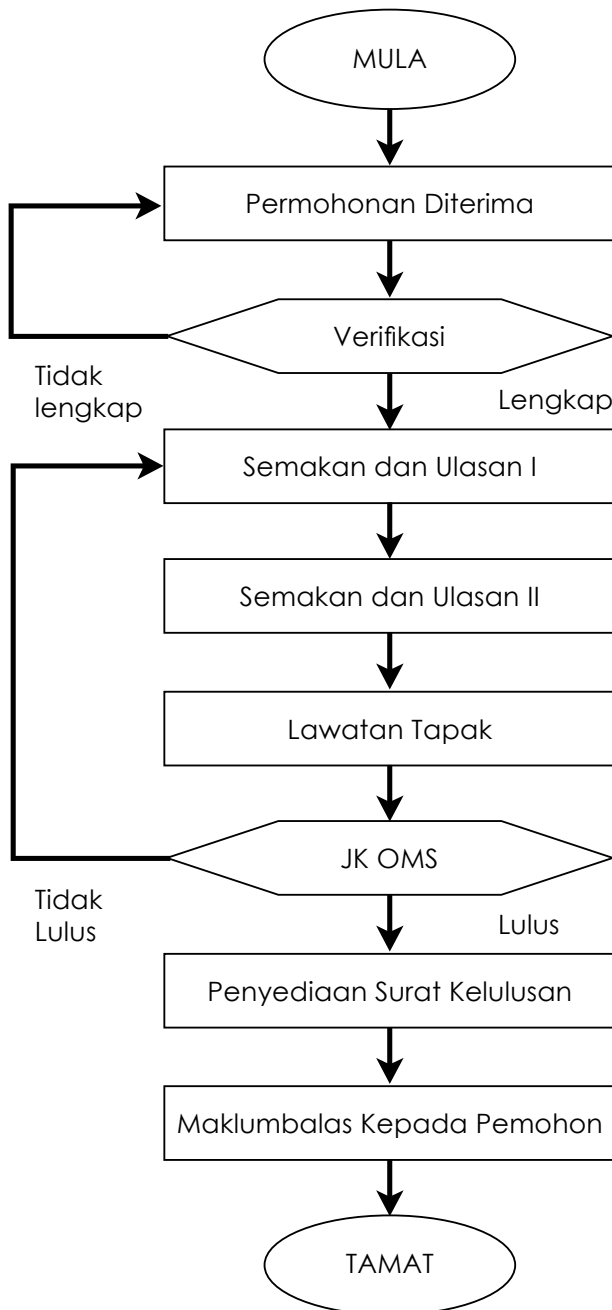 MULA
Permohonan Diterima
Verifikasi
Tidak
lengkap
Lengkap
Semakan dan Ulasan I
Semakan dan Ulasan II
Lawatan Tapak
JK OMS
Tidak
Lulus
Lulus
Penyediaan Surat Kelulusan
Maklumbalas Kepada Pemohon
TAMAT